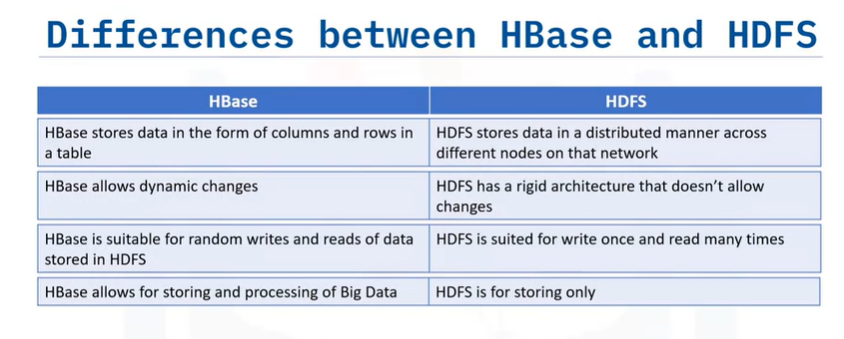 Differences between HBase and HDFS
HBase
HDFS
HBase stores data in the form of columns and rows in
a table
HDFS stores data in a distributed manner across
different nodes on that network
HBase allows dynamic changes
HDFS has a rigid architecture that doesn’t allow
changes
HBase is suitable for random writes and reads of data
stored in HDFS
HDFS is suited for write once and read many times
HBase allows for storing and processing of Big Data
HDFS is for storing only